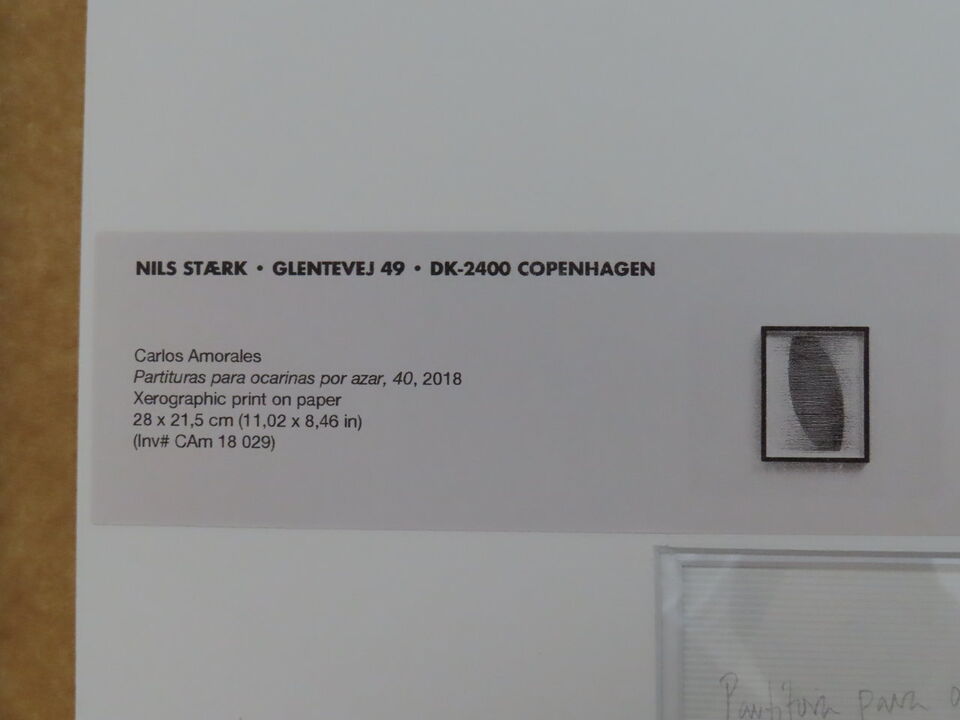 NILS STÆRK • GLENTEVEJ 49 • DK-2400 COPENHAGEN
Carlos Amorales
Partituras para ocarinas por azar, 40, 2018
Xerographic print on paper
28 x 21,5 cm (11,02 x 8,46 in)
(Inv# CAm 18 029)
Partitura para